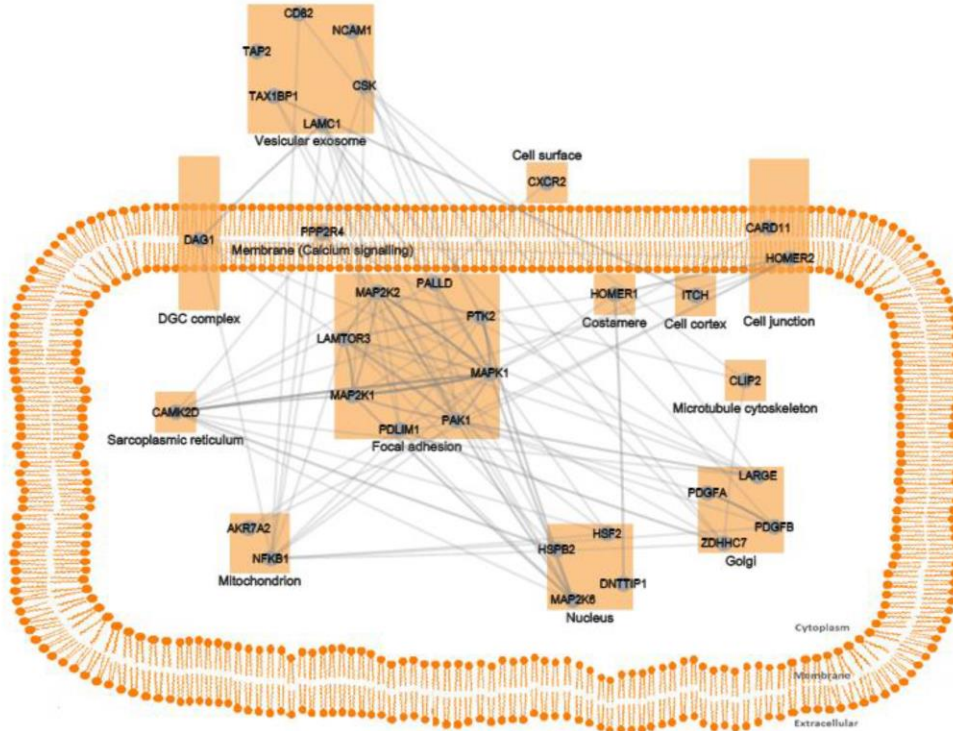 CD82
NCAM1
TAP2
CSK
TAX1BP1
LAMC1
Vesicular exosome
Cell surface
CXCR2
CARD11
DAG1
PPP2R4
Membrane (Calcium signalling)
HOMER2
DGC complex
PALLD
MAP2K2
HOMER1
ITCH
Costamere
Cell cortex
Cell junction
PTK2
LAMTOR3
MAPK1
MAP2K1
CLIP2
Microtubule cytoskeleton
CAMK2D
Sarcoplasmic reticulum
PDLIM1
PAK1
Focal adhesion
LARGE
PDGFA
PDGFB
ZDHHC7
Golgi
AKR7A2
NFKB1
Mitochondrion
HSF2
HSPB2
DNTTIP1
MAP2K6
Nucleus
Cytoplasm
Membrane
Extracellular